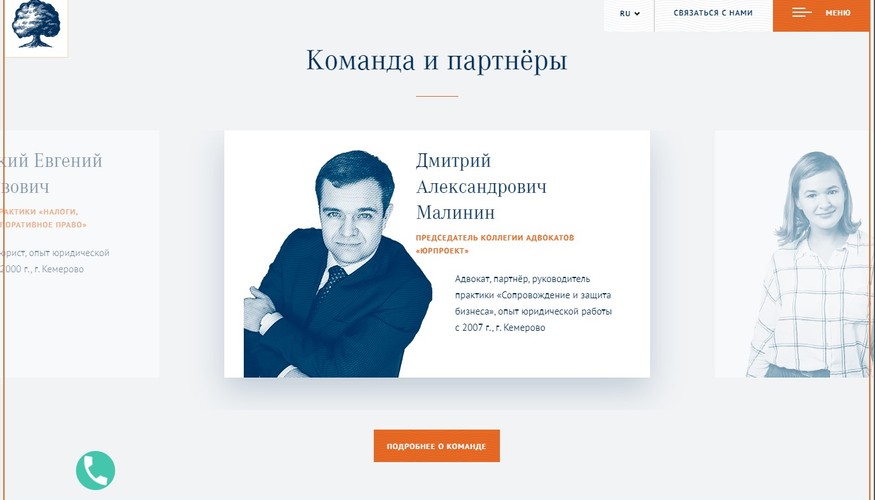 RU
СВЯЗАТЬСЯ С НАМИ
МЕНЮ
Команда и партнёры
кий Евгений
вович
РАКТИКИ «НАЛОГИ,
ПОРАТИВНОЕ ПРАВО»
юрист, опыт юридической
2000 г., г. Кемерово
Дмитрий
Александрович
Малинин
ПРЕДСЕДАТЕЛЬ КОЛЛЕГИИ АДВОКАТОВ
«ЮРПРОЕКТ»
Адвокат, партнёр, руководитель
практики «Сопровождение и защита
бизнеса», опыт юридической работы
с 2007 г., г. Кемерово
ПОДРОБНЕЕ О КОМАНДЕ